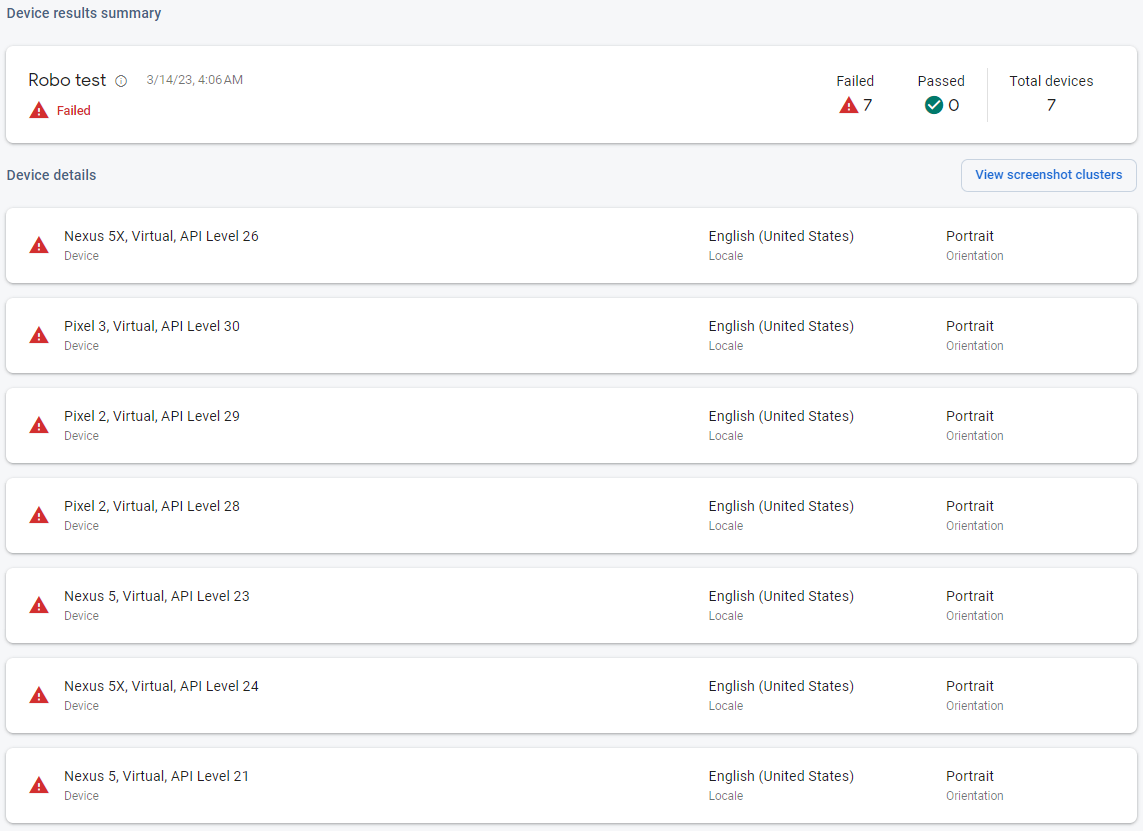 Device results summary
Robo test 3/14/23, 4:06 AM Failed Passed Total devices
Failed 7 0 7
Device details View screenshot clusters
Nexus 5X, Virtual, API Level 26 English (United States) Portrait
Device Locale Orientation
Pixel 3, Virtual, API Level 30 English (United States) Portrait
Device Locale Orientation
Pixel 2, Virtual, API Level 29 English (United States) Portrait
Device Locale Orientation
Pixel 2, Virtual, API Level 28 English (United States) Portrait
Device Locale Orientation
Nexus 5, Virtual, API Level 23 English (United States) Portrait
Device Locale Orientation
Nexus 5X, Virtual, API Level 24 English (United States) Portrait
Device Locale Orientation
Nexus 5, Virtual, API Level 21 English (United States) Portrait
Device Locale Orientation